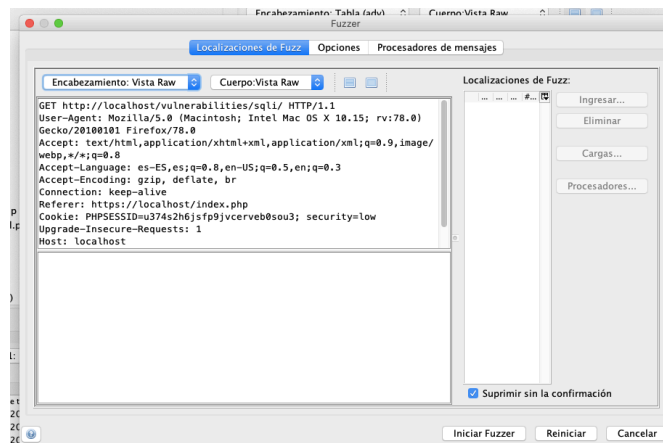 Encabezamiento: Tabla (adv)
Cuerpo:Vista Raw
Fuzzer
Localizaciones de Fuzz
Opciones
Procesadores de mensajes
Encabezamiento: Vista Raw
Cuerpo:Vista Raw
GET http://localhost/vulnerabilities/sqli/ HTTP/1.1
User-Agent: Mozilla/5.0 (Macintosh; Intel Mac OS X 10.15; rv:78.0)
Gecko/20100101 Firefox/78.0
Accept: text/html,application/xhtml+xml,application/xml;q=0.9,image/
webp,*/*;q=0.8
Accept-Language: es-ES,es;q=0.8,en-US;q=0.5,en;q=0.3
Accept-Encoding: gzip, deflate, br
Connection: keep-alive
Referer: https://localhost/index.php
Cookie: PHPSESSID=u374s2h6jsfp9jvcerveb0sou3; security=low
Upgrade-Insecure-Requests: 1
Host: localhost
Localizaciones de Fuzz:
... ... ... #...
Ingresar...
Eliminar
Cargas...
Procesadores...
Suprimir sin la confirmación
Iniciar Fuzzer
Reiniciar
Cancelar